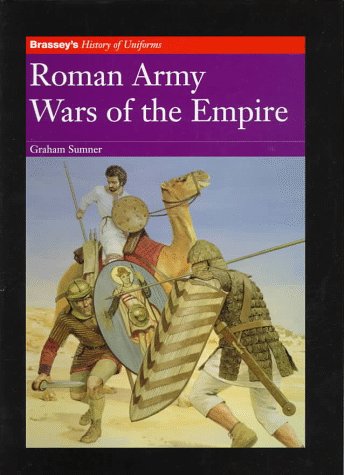 Brassey's History of Uniforms
Roman Army
Wars of the Empire
Graham Sumner